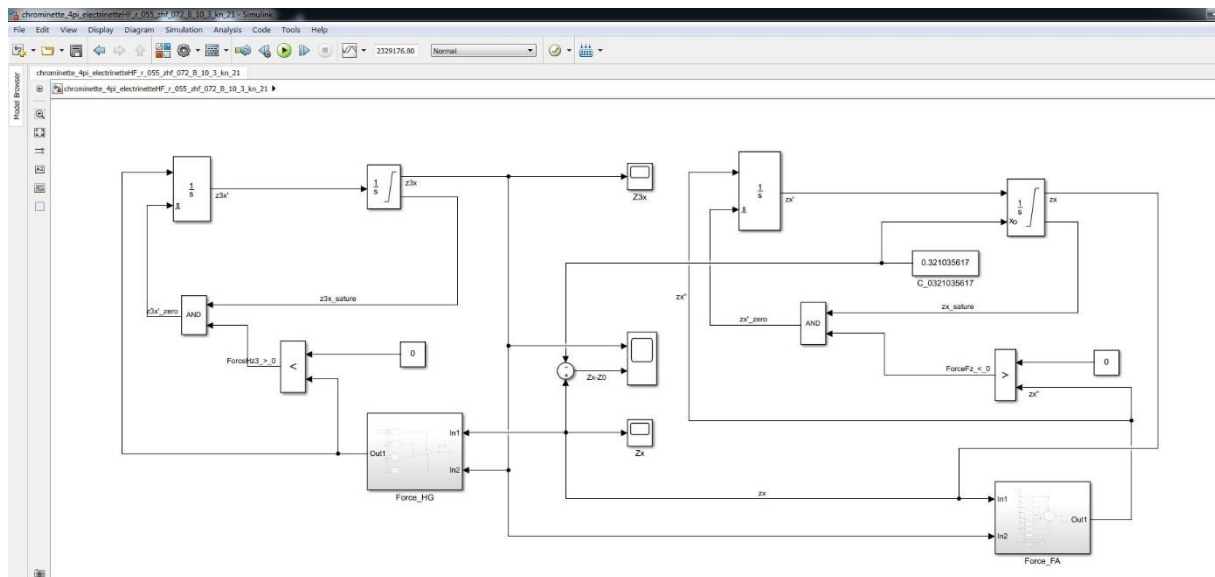 chrominette_4pi_electrinetteHF_r_055_zhf_072_B_10_3_kn_21 - Simulink
File Edit View Display Diagram Simulation Analysis Code Tools Help
2329176.80 Normal
chrominette_4pi_electrinetteHF_r_055_zhf_072_B_10_3_kn_21
Model Browser
chrominette_4pi_electrinetteHF_r_055_zhf_072_B_10_3_kn_21
1/s
z3x'
1/s
z3x
Z3x
z3x_sature
z3x'_zero
AND
ForceHz3_>_0
<
0
In1
In2
Out1
Force_HG
Zx-Z0
Zx
1/s
zx'
1/s
xo
zx
0.321035617
C_0321035617
zx"
zx_sature
zx'_zero
AND
ForceFz_<_0
>
0
zx"
zx
In1
In2
Out1
Force_FA